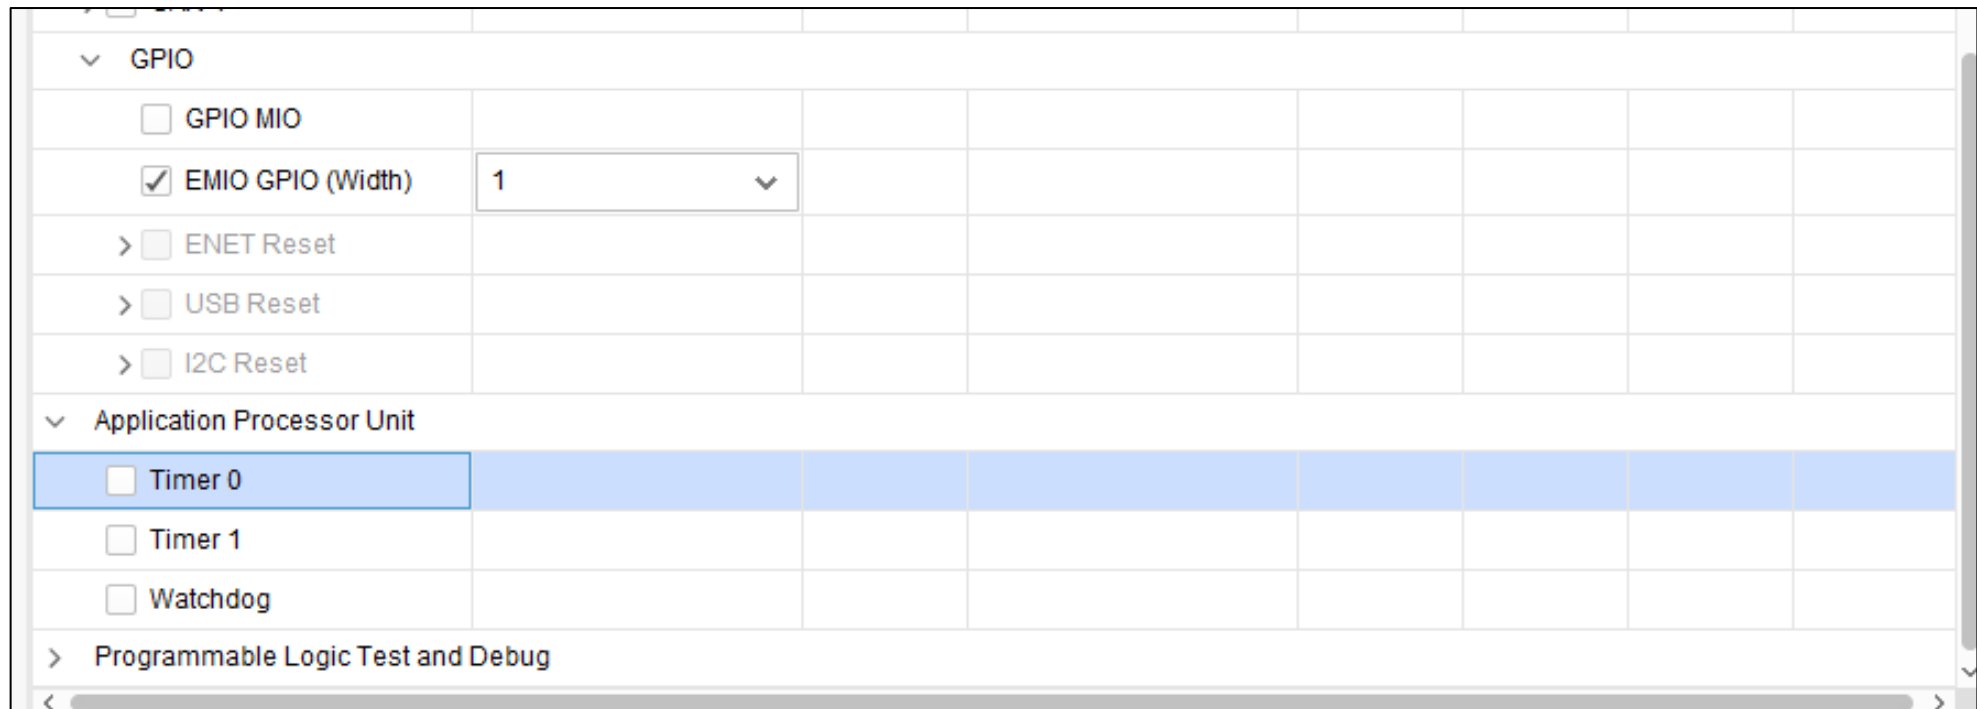 GPIO
GPIO MIO
EMIO GPIO (Width) 1
ENET Reset
USB Reset
I2C Reset
Application Processor Unit
Timer 0
Timer 1
Watchdog
Programmable Logic Test and Debug